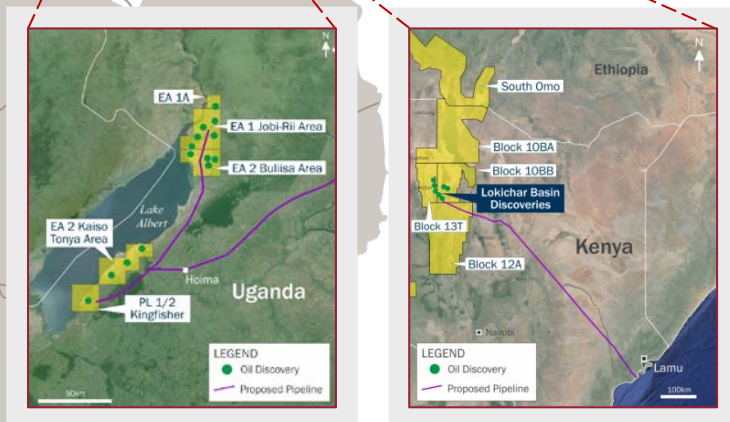 N
EA 1A
EA 1 Jobi-Rii Area
EA 2 Buliisa Area
Lake
Albert
EA 2 Kaiso
Tonya Area
Hoima
Uganda
PL 1/2
Kingfisher
LEGEND
Oil Discovery
Proposed Pipeline
50km
N
Ethiopia
South Omo
Block 10BA
Block 10BB
Lokichar Basin
Discoveries
Block 13T
Kenya
Block 12A
Nairobi
LEGEND
Oil Discovery
Proposed Pipeline
Lamu
100km